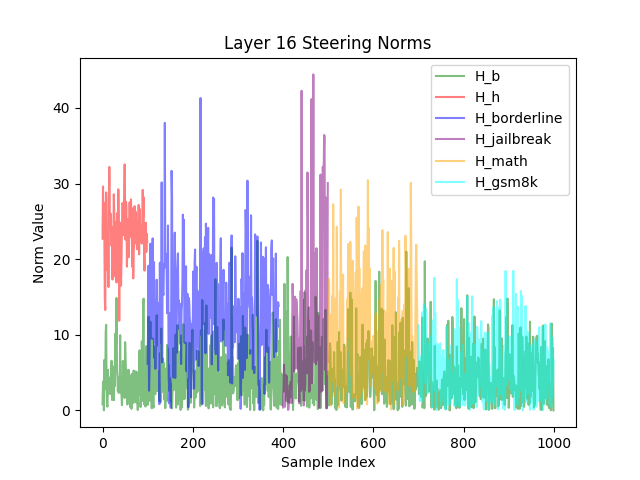 Layer 16 Steering Norms
H_b
H_h
H_borderline
H_jailbreak
H_math
H_gsm8k
Norm Value
40
30
20
10
0
0 200 400 600 800 1000
Sample Index